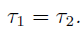 τ₁ = τ₂.